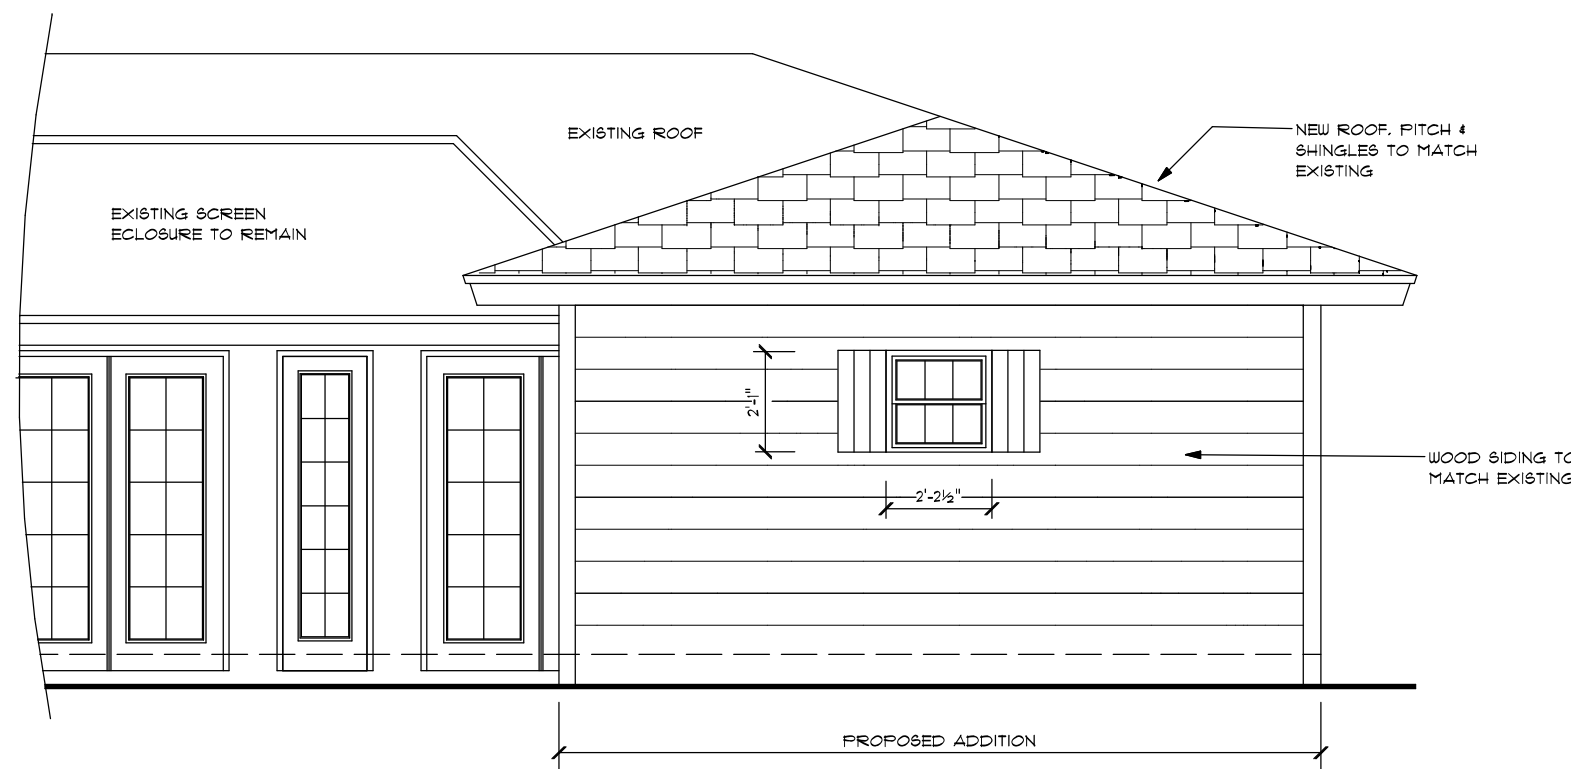 EXISTING ROOF
NEW ROOF, PITCH &
SHINGLES TO MATCH
EXISTING
EXISTING SCREEN
ECLOSURE TO REMAIN
2'-1"
WOOD SIDING TO
MATCH EXISTING
2'-2½"
PROPOSED ADDITION